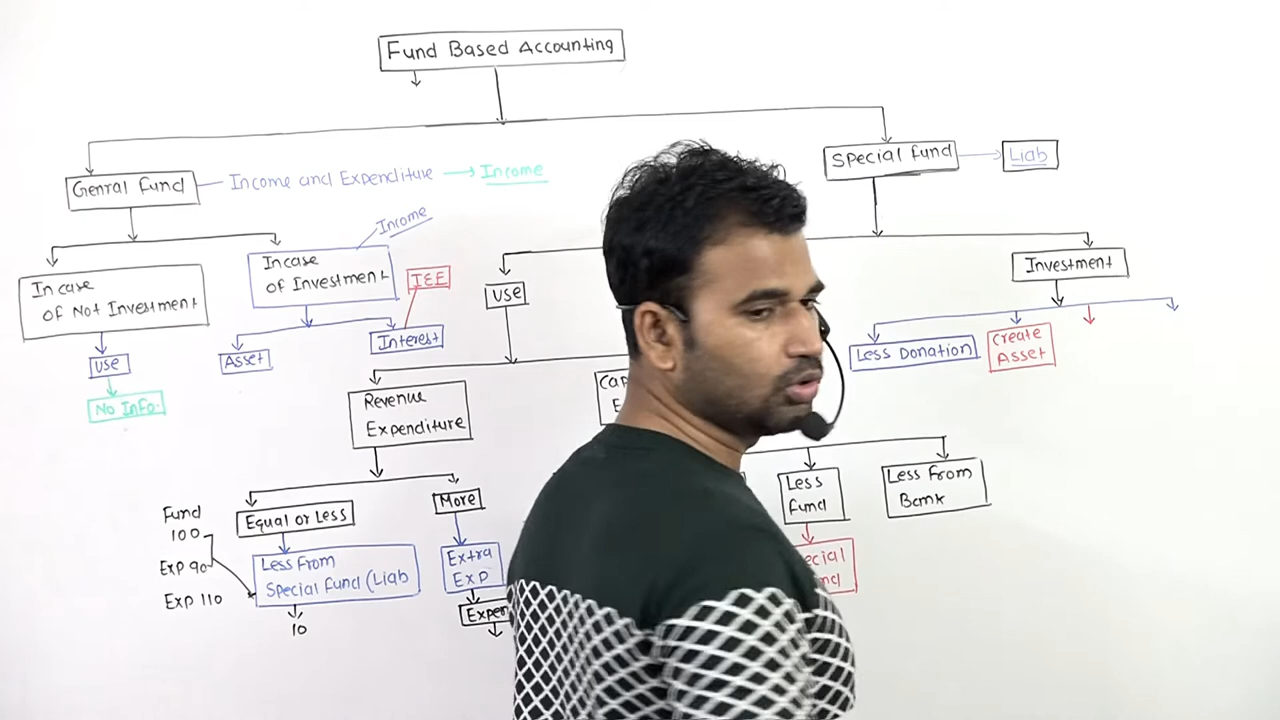 Fund Based Accounting
Special fund
Liab
Genral fund
Income and Expenditure
Income
Income
In case
of Not Investment
Incase
of Investment
IEE
Use
Investment
Use
Asset
Interest
Less Donation
Create
Asset
No Info.
Revenue
Expenditure
Fund
100
Exp 90
Exp 110
Equal or Less
More
Less
fund
Less From
Bank
Less From
Special fund (Liab
Extra
Exp
10